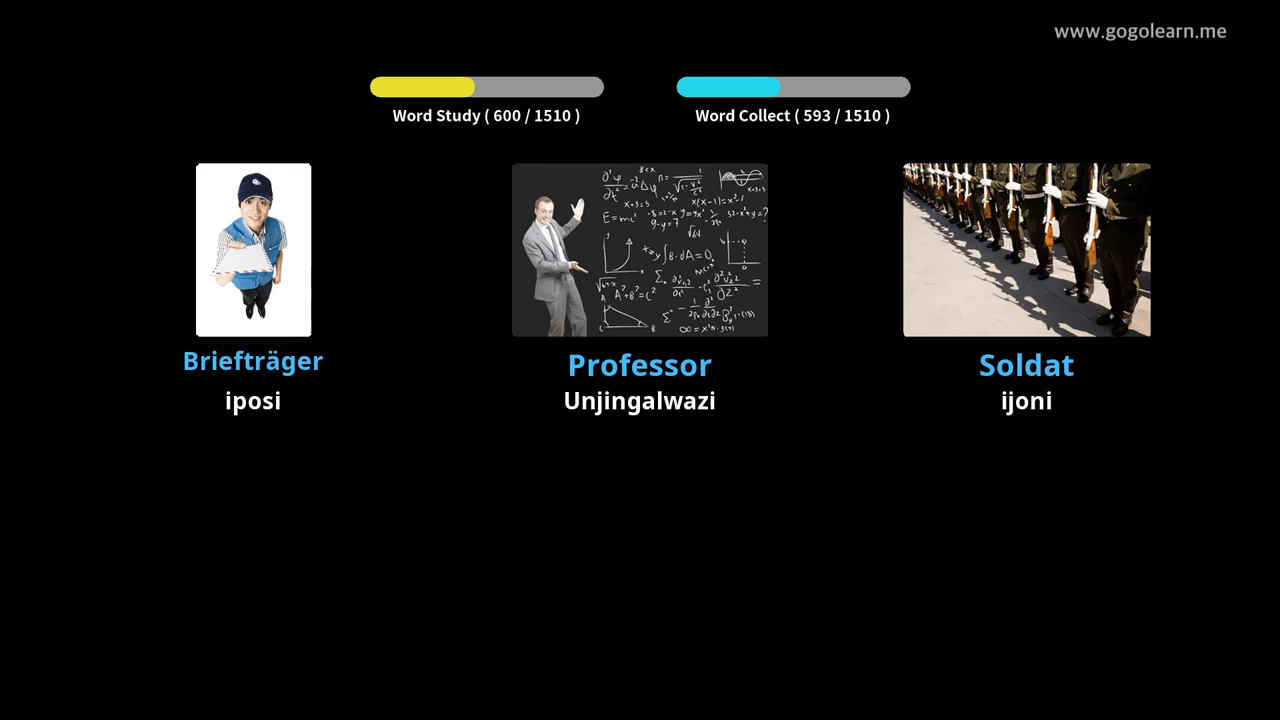 www.gogolearn.me
Word Study ( 600 / 1510 )
Word Collect ( 593 / 1510 )
Briefträger
iposi
Professor
Unjingalwazi
Soldat
ijoni